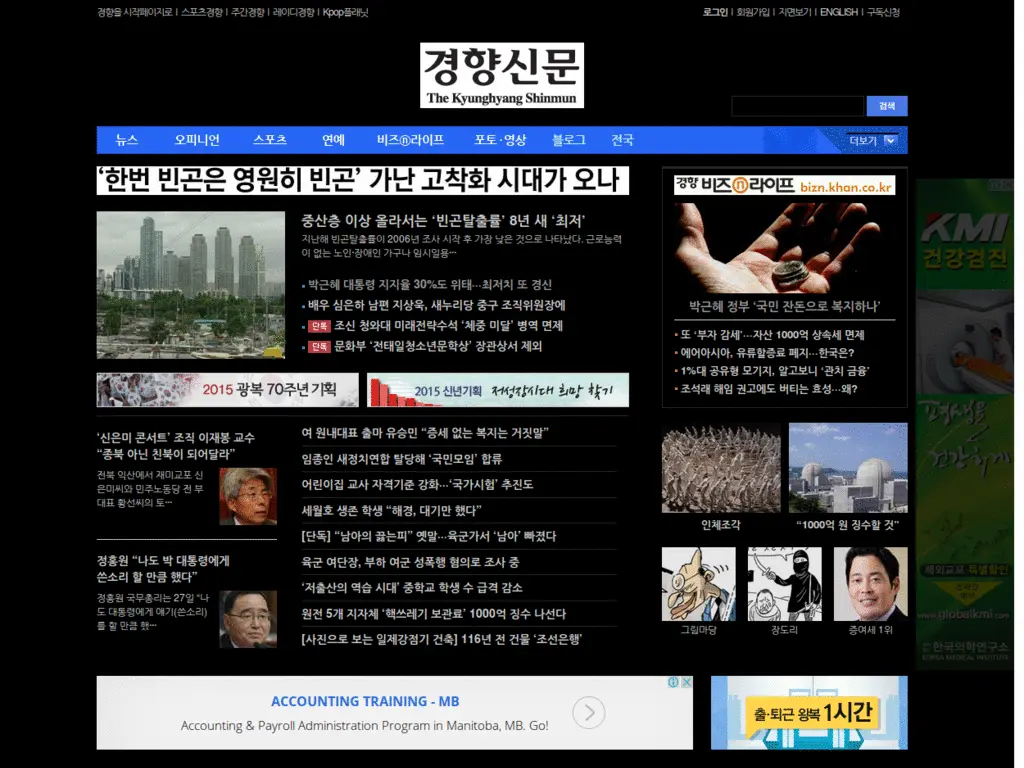 경향을 시작페이지로 | 스포츠경향 | 주간경향 | 레이디경향 | Kpop플래닛
로그인 | 회원가입 | 지면보기 | ENGLISH | 구독신청
경향신문
The Kyunghyang Shinmun
검색
뉴스 오피니언 스포츠 연예 비즈ⓝ라이프 포토·영상 블로그 전국 더보기
‘한번 빈곤은 영원히 빈곤’ 가난 고착화 시대가 오나
중산층 이상 올라서는 ‘빈곤탈출률’ 8년 새 ‘최저’
지난해 빈곤탈출률이 2006년 조사 시작 후 가장 낮은 것으로 나타났다. 근로능력
이 없는 노인·장애인 가구나 임시일용…
박근혜 대통령 지지율 30%도 위태…최저치 또 경신
배우 심은하 남편 지상욱, 새누리당 중구 조직위원장에
단독 조신 청와대 미래전략수석 ‘체중 미달’ 병역 면제
단독 문화부 ‘전태일청소년문학상’ 장관상서 제외
2015 광복 70주년 기획
2015 신년기획 저성장시대 희망 찾기
‘신은미 콘서트’ 조직 이재봉 교수
“종북 아닌 친북이 되어달라”
전북 익산에서 재미교포 신
은미씨와 민주노동당 전 부
대표 황선씨의 토…
정홍원 “나도 박 대통령에게
쓴소리 할 만큼 했다”
정홍원 국무총리는 27일 “나
도 대통령에게 얘기(쓴소리)
를 할 만큼 했…
여 원내대표 출마 유승민 “증세 없는 복지는 거짓말”
임종인 새정치연합 탈당해 ‘국민모임’ 합류
어린이집 교사 자격기준 강화…‘국가시험’ 추진도
세월호 생존 학생 “해경, 대기만 했다”
[단독] “남아의 끓는피” 옛말…육군가서 ‘남아’ 빠졌다
육군 여단장, 부하 여군 성폭행 혐의로 조사 중
‘저출산의 역습 시대’ 중학교 학생 수 급격 감소
원전 5개 지자체 ‘핵쓰레기 보관료’ 1000억 징수 나선다
[사진으로 보는 일제강점기 건축] 116년 전 건물 ‘조선은행’
경향 비즈ⓝ라이프 bizn.khan.co.kr
박근혜 정부 ‘국민 잔돈으로 복지하나’
또 ‘부자 감세’…자산 1000억 상속세 면제
에어아시아, 유류할증료 폐지…한국은?
1%대 공유형 모기지, 알고보니 ‘관치 금융’
조석래 해임 권고에도 버티는 효성…왜?
인체조각
“1000억 원 징수할 것”
그림마당
장도리
증여세 1위
KMI
건강검진
평생을
건강하게
해외교포 특별할인
www.globalkmi.com
한국의학연구소
KOREA MEDICAL INSTITUTE
ACCOUNTING TRAINING - MB
Accounting & Payroll Administration Program in Manitoba, MB. Go!
출·퇴근 왕복 1시간